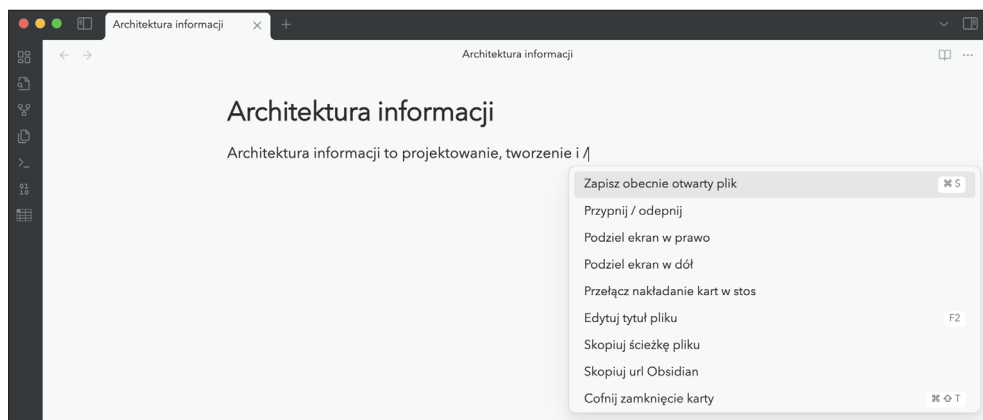 Architektura informacji
Architektura informacji
Architektura informacji
Architektura informacji to projektowanie, tworzenie i /
Zapisz obecnie otwarty plik ⌘ S
Przypnij / odepnij
Podziel ekran w prawo
Podziel ekran w dół
Przełącz nakładanie kart w stos
Edytuj tytuł pliku F2
Skopiuj ścieżkę pliku
Skopiuj url Obsidian
Cofnij zamknięcie karty ⌘ ⇧ T